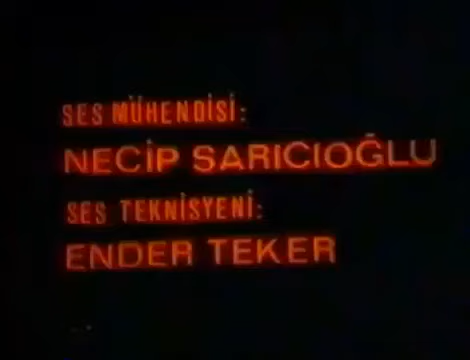 SES MÜHENDİSİ:
NECİP SARICIOĞLU
SES TEKNİSYENİ:
ENDER TEKER